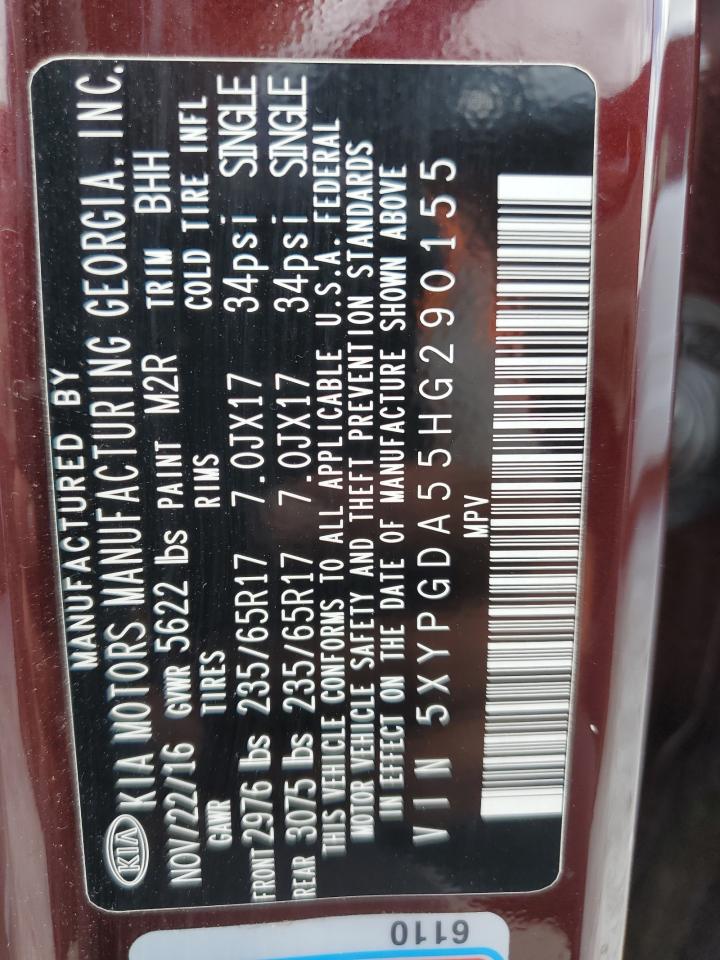 MANUFACTURED BY
KIA KIA MOTORS MANUFACTURING GEORGIA, INC.
NOV/22/16 GVWR 5622 lbs PAINT M2R TRIM BHH
GAWR TIRES RIMS COLD TIRE INFL
FRONT 2976 lbs 235/65R17 7.0JX17 34psi SINGLE
REAR 3075 lbs 235/65R17 7.0JX17 34psi SINGLE
THIS VEHICLE CONFORMS TO ALL APPLICABLE U.S.A. FEDERAL
MOTOR VEHICLE SAFETY AND THEFT PREVENTION STANDARDS
IN EFFECT ON THE DATE OF MANUFACTURE SHOWN ABOVE
VIN 5XYPGDA55HG290155
MPV
6110